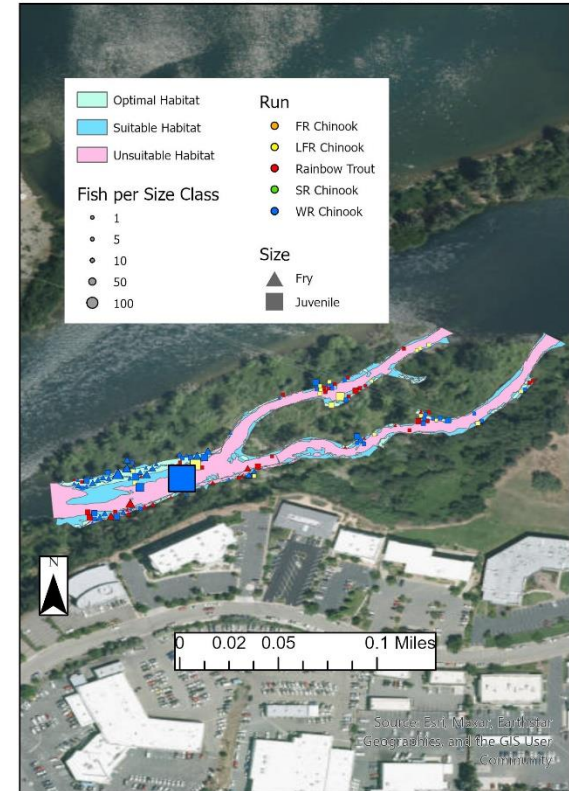 Optimal Habitat
Suitable Habitat
Unsuitable Habitat
Fish per Size Class
1
5
10
50
100
Run
FR Chinook
LFR Chinook
Rainbow Trout
SR Chinook
WR Chinook
Size
Fry
Juvenile
N
0 0.02 0.05 0.1 Miles
Source: Esri, Maxar, Earthstar
Geographics, and the GIS User
Community